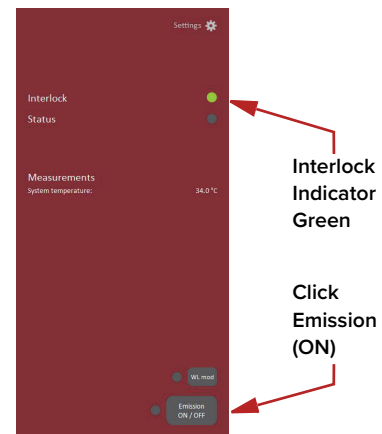 Settings
Interlock
Status
Measurements
System temperature: 34.0 °C
Interlock
Indicator
Green
Click
Emission
(ON)
WL mod
Emission
ON / OFF